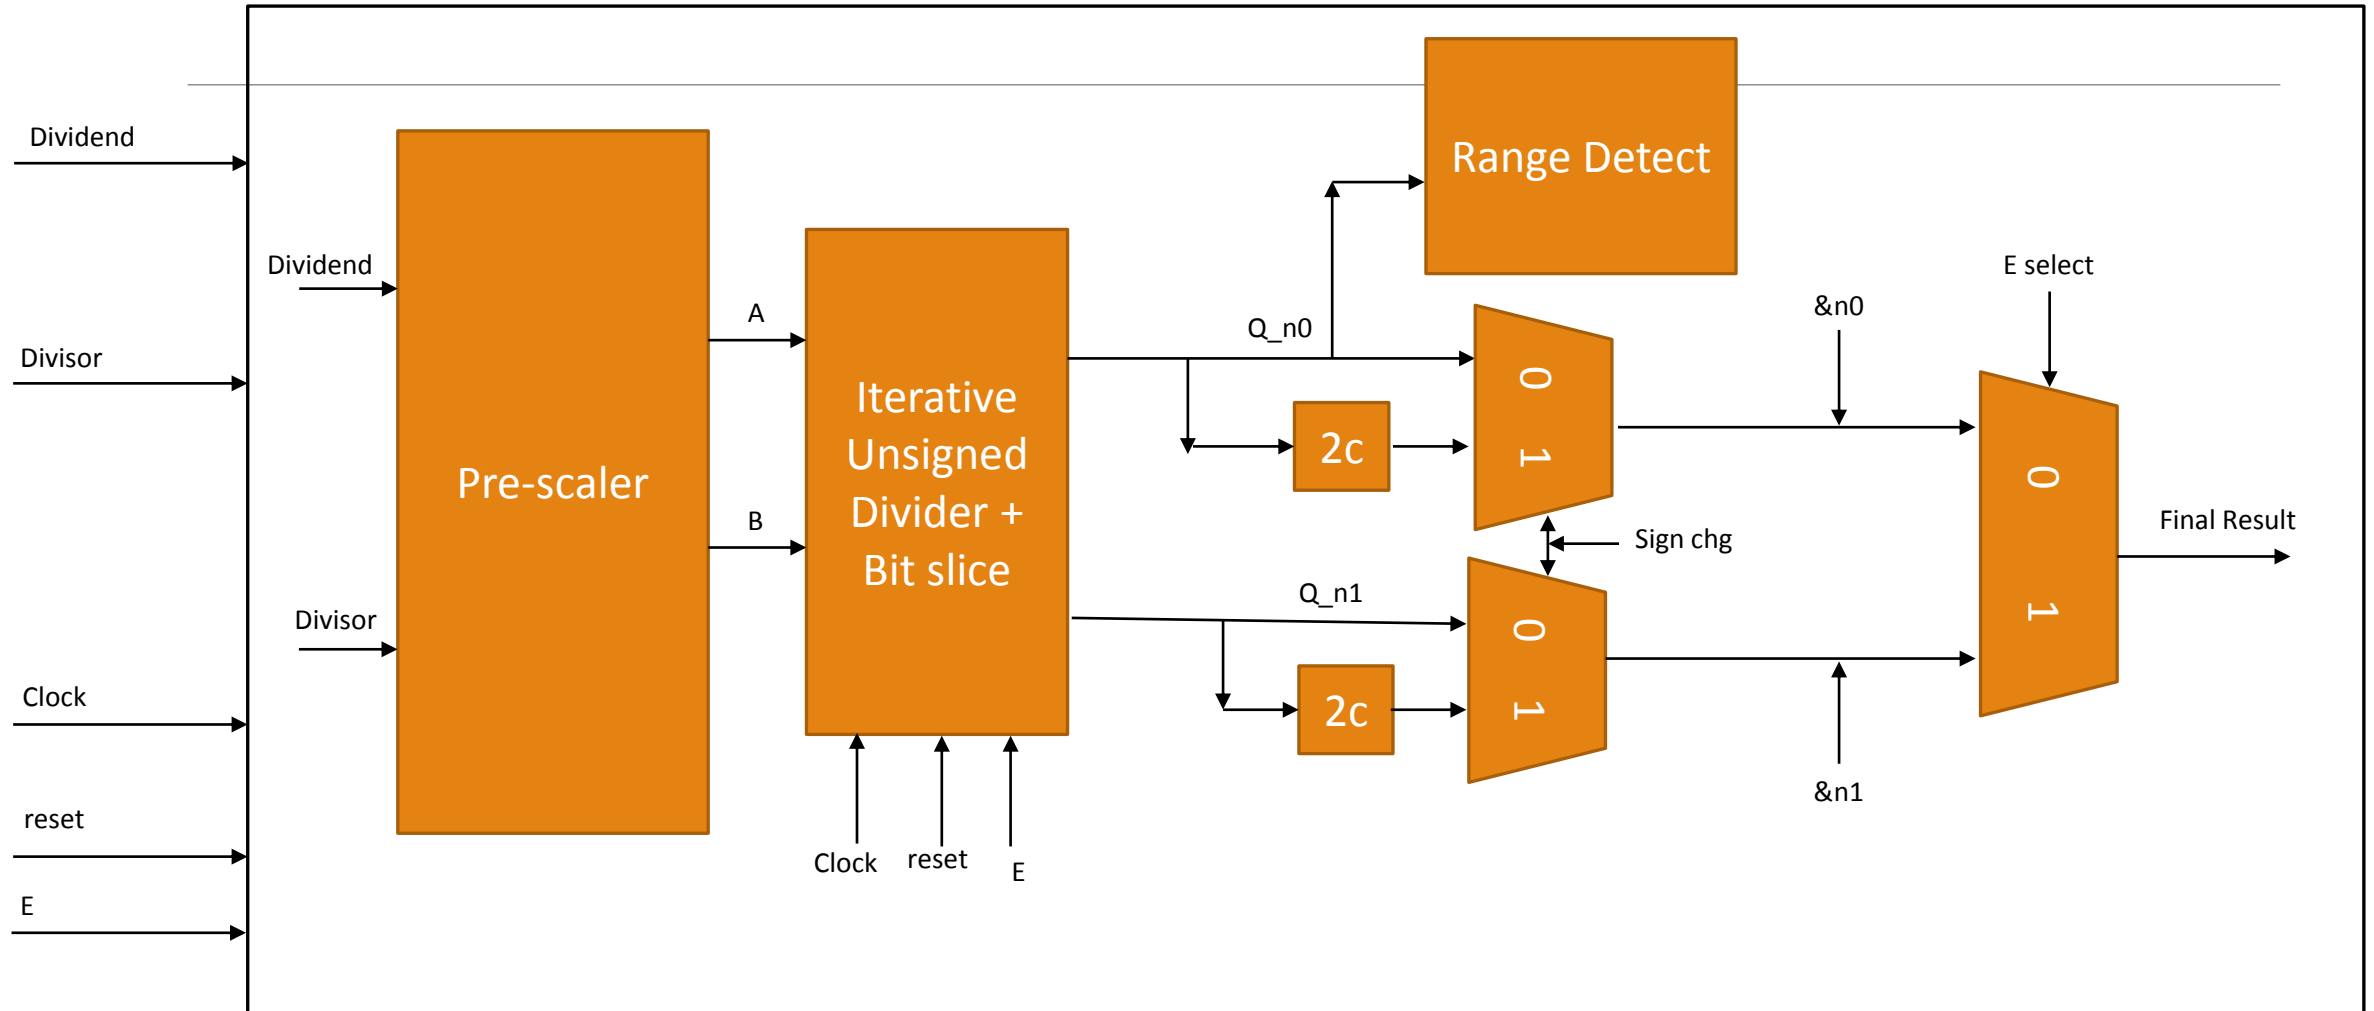 Dividend
Divisor
Clock
reset
E
Dividend
Divisor
Pre-scaler
A
B
Iterative
Unsigned
Divider +
Bit slice
Clock
reset
E
Range Detect
Q_n0
2c
0
1
Sign chg
Q_n1
2c
0
1
&n0
&n1
E select
0
1
Final Result